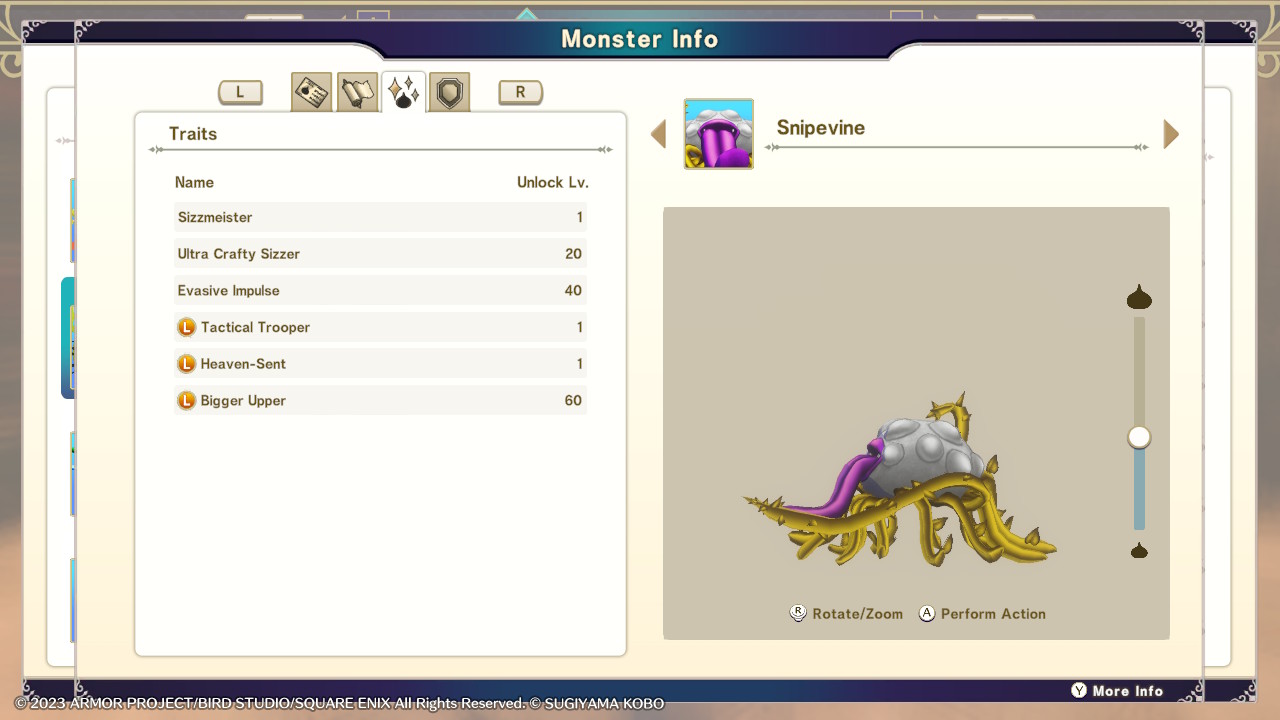 Monster Info
L
R
Traits
Name Unlock Lv.
Sizzmeister 1
Ultra Crafty Sizzer 20
Evasive Impulse 40
L Tactical Trooper 1
L Heaven-Sent 1
L Bigger Upper 60
Snipevine
R Rotate/Zoom A Perform Action
Y More Info
© 2023 ARMOR PROJECT/BIRD STUDIO/SQUARE ENIX All Rights Reserved. © SUGIYAMA KOBO